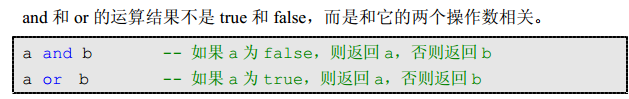 and 和 or 的运算结果不是 true 和 false，而是和它的两个操作数相关。
a and b -- 如果 a 为 false，则返回 a，否则返回 b
a or b -- 如果 a 为 true，则返回 a，否则返回 b